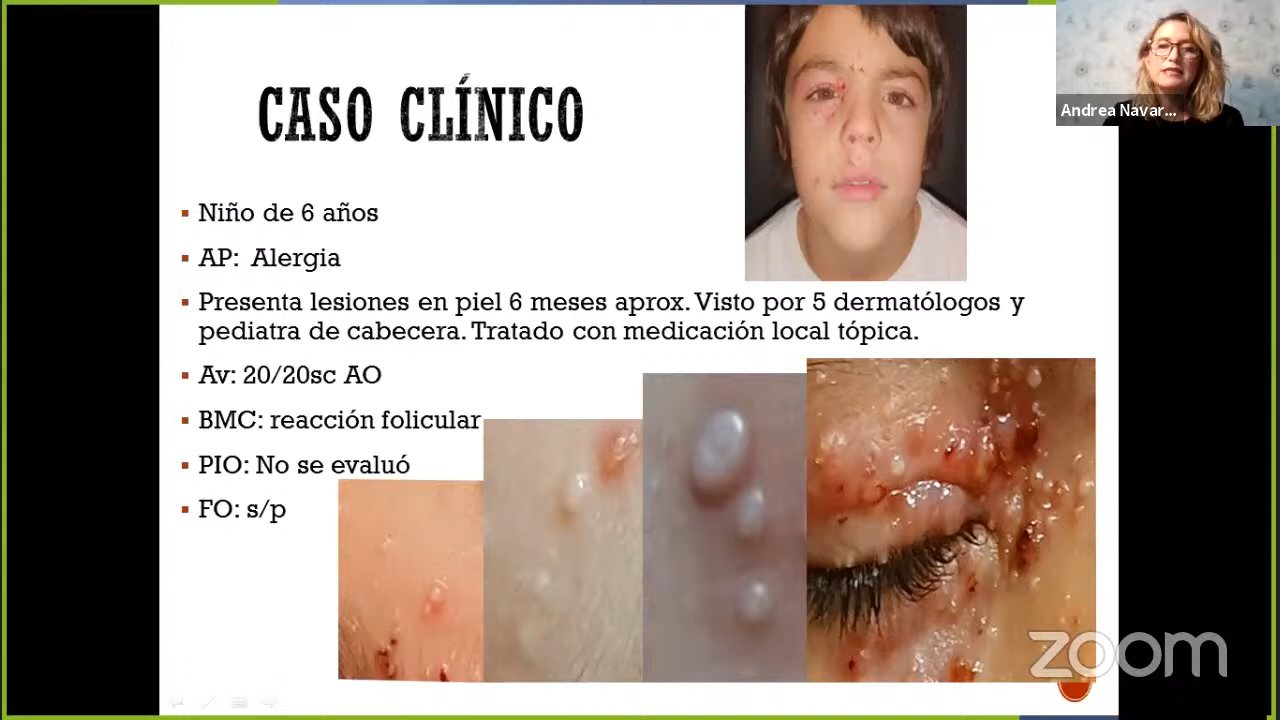 CASO CLÍNICO
Andrea Navar...
▪ Niño de 6 años
▪ AP: Alergia
▪ Presenta lesiones en piel 6 meses aprox. Visto por 5 dermatólogos y
pediatra de cabecera. Tratado con medicación local tópica.
▪ Av: 20/20sc AO
▪ BMC: reacción folicular
▪ PIO: No se evaluó
▪ FO: s/p
zoom